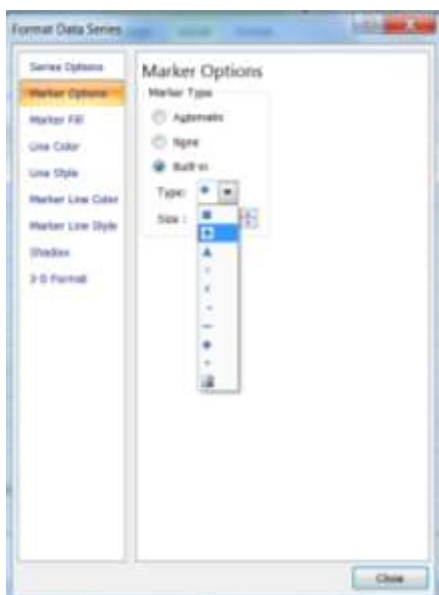 Format Data Series
Series Options
Marker Options
Marker Fill
Line Color
Line Style
Marker Line Color
Marker Line Style
Shadow
3-D Format
Marker Options
Marker Type
Automatic
None
Built-in
Type:
Size :
Close